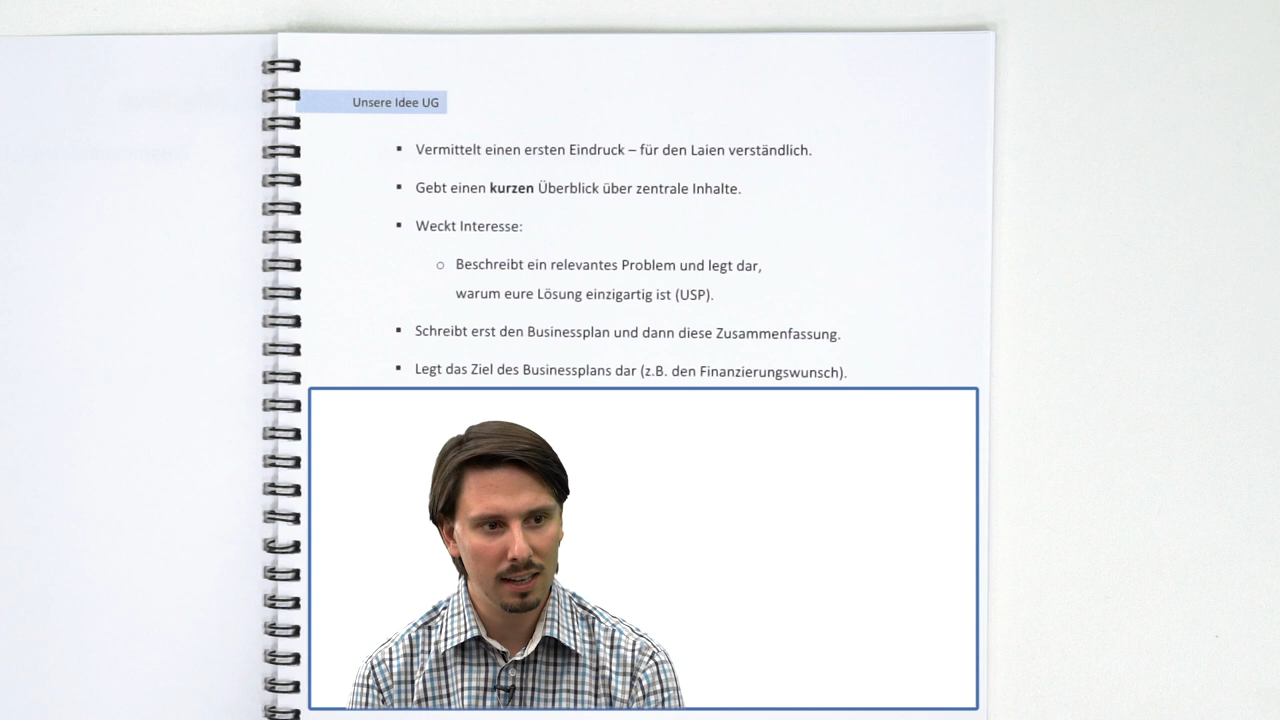 Unsere Idee UG
▪ Vermittelt einen ersten Eindruck – für den Laien verständlich.
▪ Gebt einen kurzen Überblick über zentrale Inhalte.
▪ Weckt Interesse:
○ Beschreibt ein relevantes Problem und legt dar,
warum eure Lösung einzigartig ist (USP).
▪ Schreibt erst den Businessplan und dann diese Zusammenfassung.
▪ Legt das Ziel des Businessplans dar (z.B. den Finanzierungswunsch).